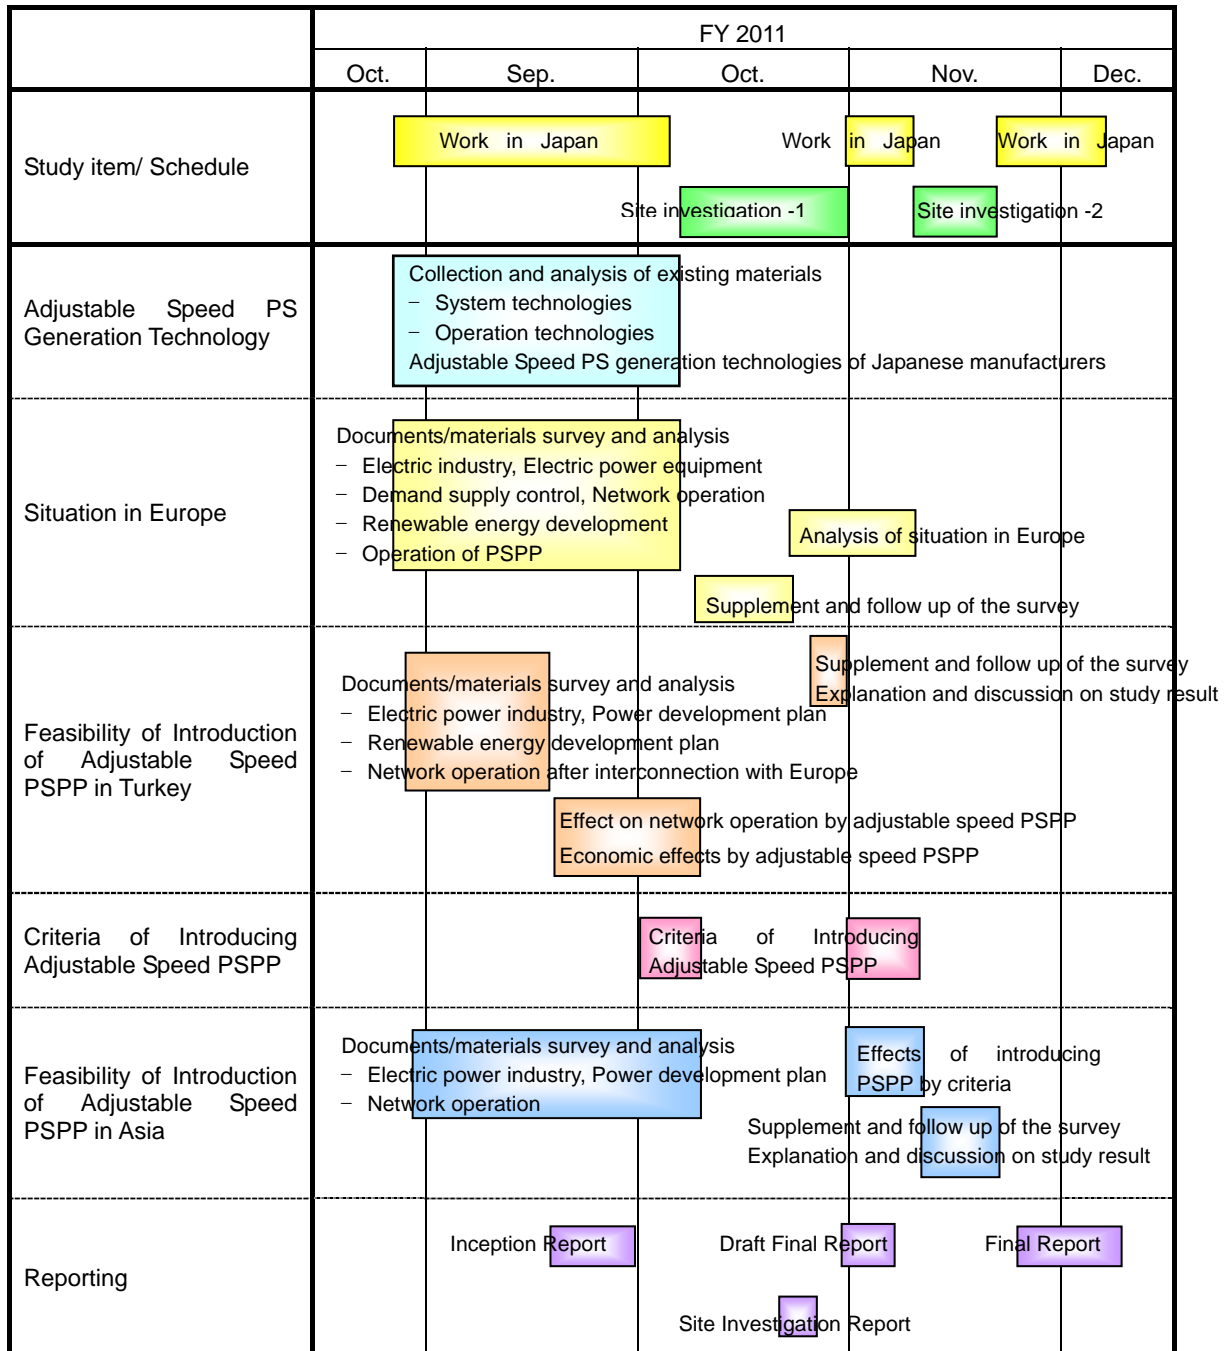 FY 2011
Oct. Sep. Oct. Nov. Dec.
Study item/ Schedule
Work in Japan
Work in Japan
Work in Japan
Site investigation -1
Site investigation -2
Adjustable Speed PS
Generation Technology
Collection and analysis of existing materials
− System technologies
− Operation technologies
Adjustable Speed PS generation technologies of Japanese manufacturers
Situation in Europe
Documents/materials survey and analysis
− Electric industry, Electric power equipment
− Demand supply control, Network operation
− Renewable energy development
− Operation of PSPP
Analysis of situation in Europe
Supplement and follow up of the survey
Feasibility of Introduction
of Adjustable Speed
PSPP in Turkey
Supplement and follow up of the survey
Explanation and discussion on study result
Documents/materials survey and analysis
− Electric power industry, Power development plan
− Renewable energy development plan
− Network operation after interconnection with Europe
Effect on network operation by adjustable speed PSPP
Economic effects by adjustable speed PSPP
Criteria of Introducing
Adjustable Speed PSPP
Criteria of Introducing
Adjustable Speed PSPP
Feasibility of Introduction
of Adjustable Speed
PSPP in Asia
Documents/materials survey and analysis
− Electric power industry, Power development plan
− Network operation
Effects of introducing
PSPP by criteria
Supplement and follow up of the survey
Explanation and discussion on study result
Reporting
Inception Report
Draft Final Report
Final Report
Site Investigation Report